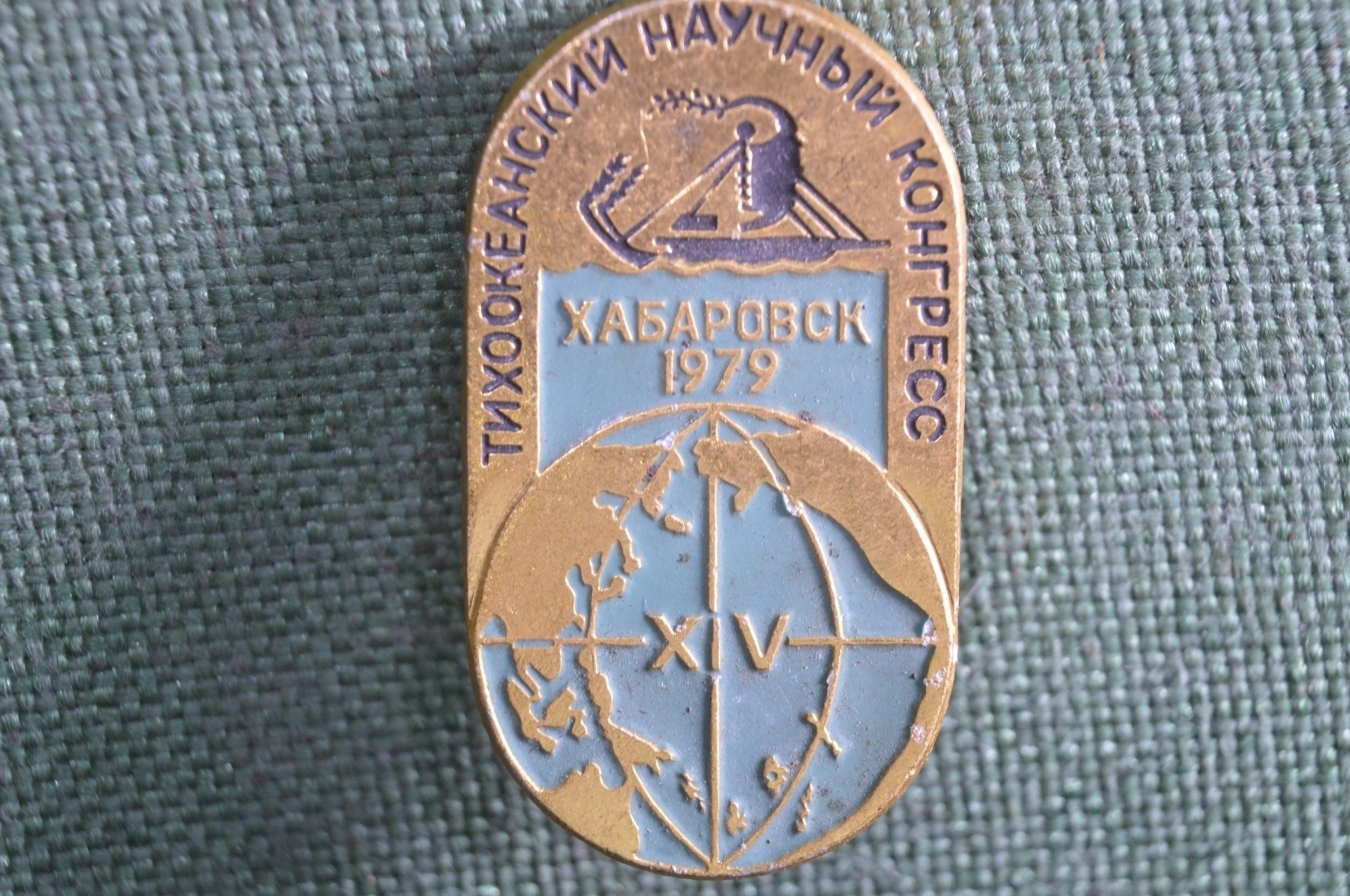 ТИХООКЕАНСКИЙ НАУЧНЫЙ КОНГРЕСС
ХАБАРОВСК
1979
XIV